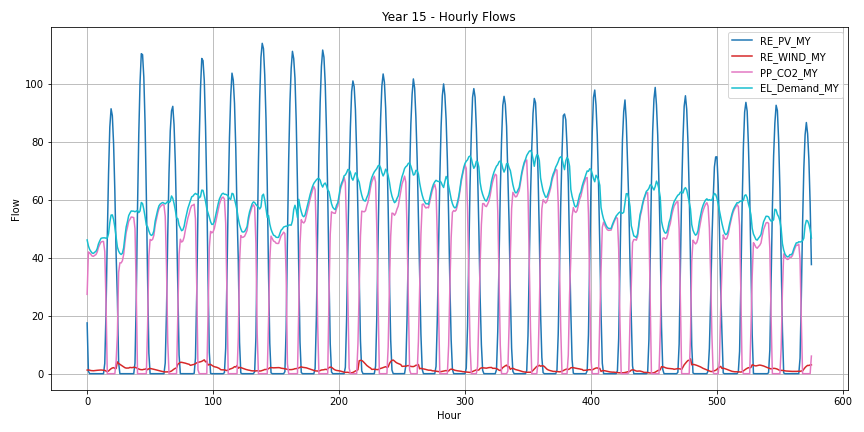 Year 15 - Hourly Flows
RE_PV_MY
RE_WIND_MY
PP_CO2_MY
EL_Demand_MY
100
80
60
40
20
0
Flow
0
100
200
300
400
500
600
Hour